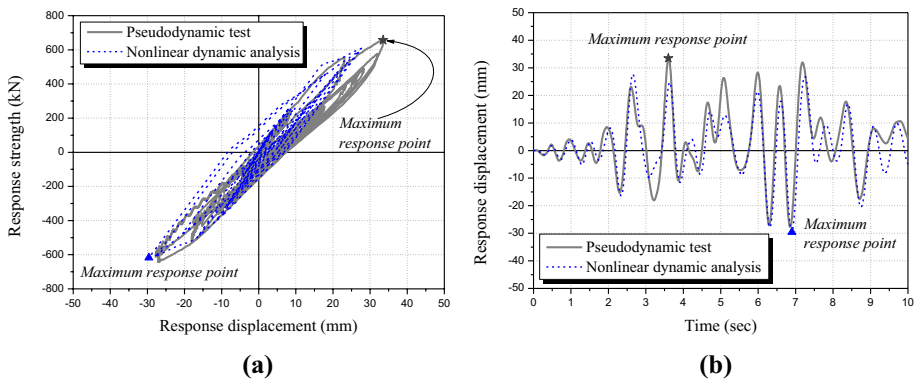 800
600
400
200
0
-200
-400
-600
800
-50 -40 -30 -20 -10 0 10 20 30 40 50
Response strength (kN)
Response displacement (mm)
Pseudodynamic test
Nonlinear dynamic analysis
Maximum
response point
Maximum response point
(a)
50
40
30
20
10
0
-10
-20
-30
-40
-50
0 1 2 3 4 5 6 7 8 9 10
Response displacement (mm)
Time (sec)
Maximum response point
Maximum
response point
Pseudodynamic test
Nonlinear dynamic analysis
(b)